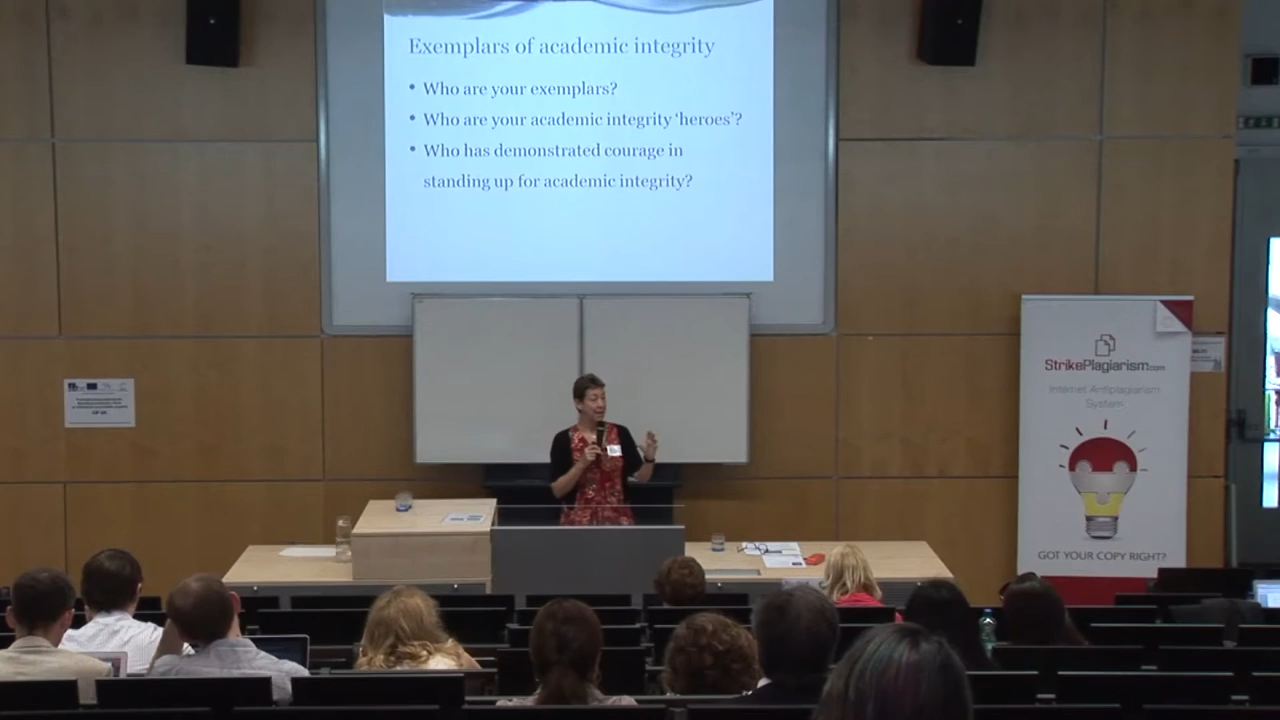 Exemplars of academic integrity
• Who are your exemplars?
• Who are your academic integrity ‘heroes’?
• Who has demonstrated courage in
standing up for academic integrity?
StrikePlagiarism.com
Internet Antiplagiarism
System
GOT YOUR COPY RIGHT?